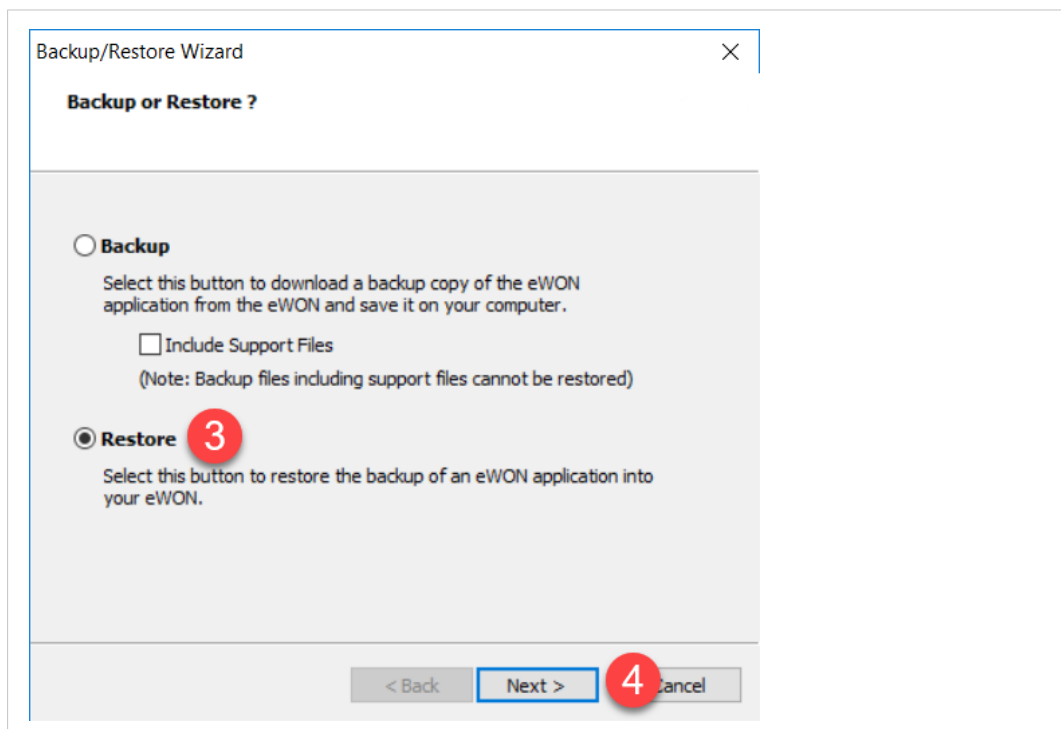 Backup/Restore Wizard
Backup or Restore ?
Backup
Select this button to download a backup copy of the eWON
application from the eWON and save it on your computer.
Include Support Files
(Note: Backup files including support files cannot be restored)
Restore 3
Select this button to restore the backup of an eWON application into
your eWON.
< Back Next > 4 Cancel